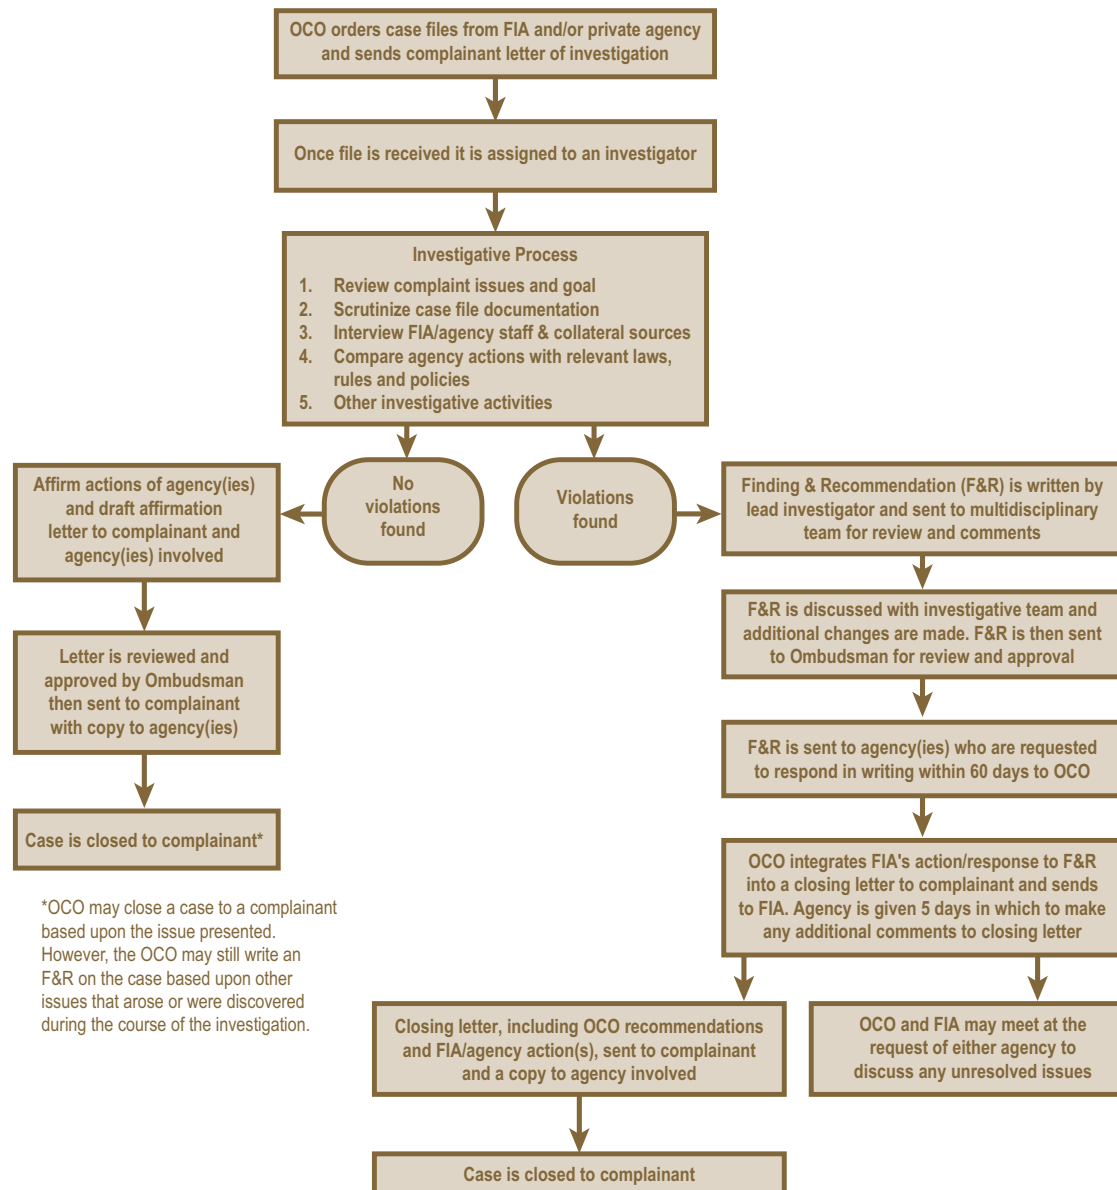 OCO orders case files from FIA and/or private agency
and sends complainant letter of investigation
Once file is received it is assigned to an investigator
Investigative Process
1. Review complaint issues and goal
2. Scrutinize case file documentation
3. Interview FIA/agency staff & collateral sources
4. Compare agency actions with relevant laws,
rules and policies
5. Other investigative activities
No
violations
found
Violations
found
Affirm actions of agency(ies)
and draft affirmation
letter to complainant and
agency(ies) involved
Letter is reviewed and
approved by Ombudsman
then sent to complainant
with copy to agency(ies)
Case is closed to complainant*
*OCO may close a case to a complainant
based upon the issue presented.
However, the OCO may still write an
F&R on the case based upon other
issues that arose or were discovered
during the course of the investigation.
Finding & Recommendation (F&R) is written by
lead investigator and sent to multidisciplinary
team for review and comments
F&R is discussed with investigative team and
additional changes are made. F&R is then sent
to Ombudsman for review and approval
F&R is sent to agency(ies) who are requested
to respond in writing within 60 days to OCO
OCO integrates FIA's action/response to F&R
into a closing letter to complainant and sends
to FIA. Agency is given 5 days in which to make
any additional comments to closing letter
Closing letter, including OCO recommendations
and FIA/agency action(s), sent to complainant
and a copy to agency involved
OCO and FIA may meet at the
request of either agency to
discuss any unresolved issues
Case is closed to complainant